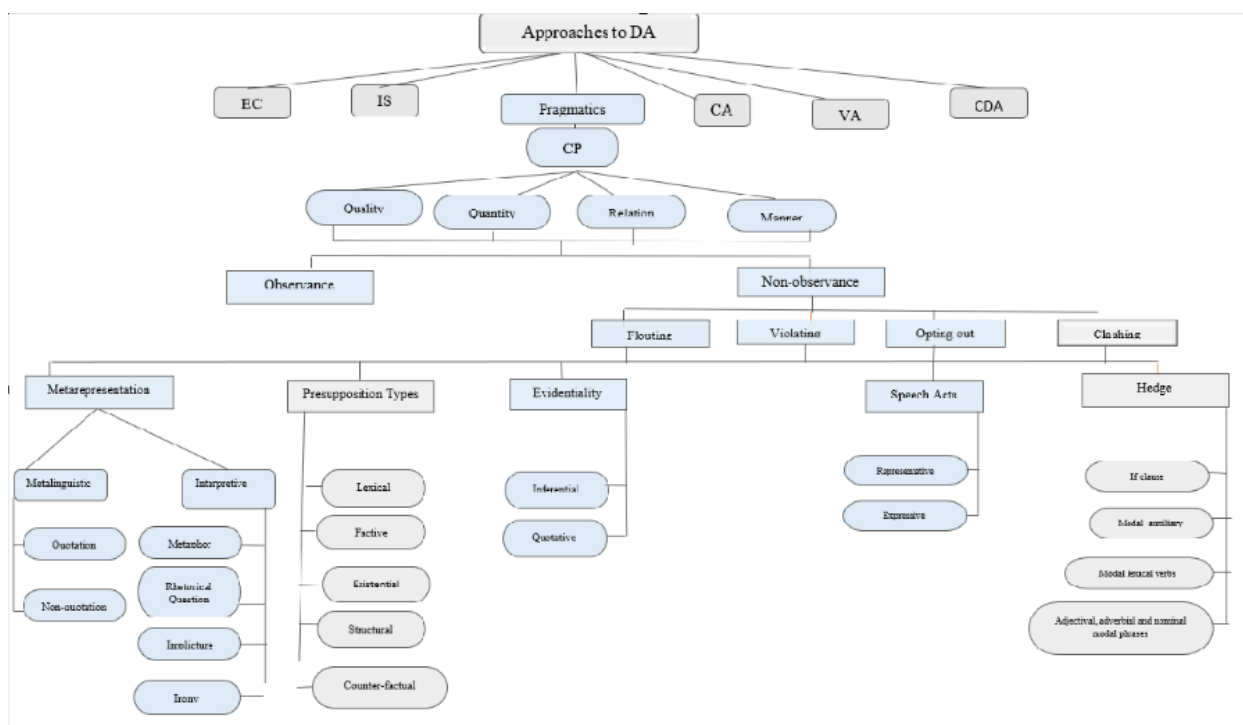 Approaches to DA
EC
IS
Pragmatics
CA
VA
CDA
CP
Quality
Quantity
Relation
Manner
Observance
Non-observance
Flouting
Violating
Opting out
Clashing
Metarepresentation
Presupposition Types
Evidentiality
Speech Acts
Hedge
Metalinguistic
Interpretive
Lexical
Inferential
Representative
If clause
Quotation
Metaphor
Factive
Quotative
Expressive
Modal auxiliary
Non-quotation
Rhetorical
Question
Existential
Modal lexical verbs
Implicture
Structural
Adjectival, adverbial and nominal
modal phrases
Irony
Counter-factual